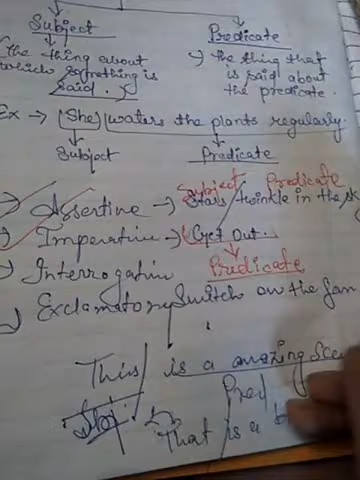 Subject Predicate
(The thing about → the thing that
which something is is said about
said.) the predicate.
Ex → (She) waters the plants regularly.
Subject Predicate
Subject Predicate
Assertive → Stars / twinkle in the
Imperative → Get Out.
Predicate
Interrogative
Exclamatory Switch on the fan
This / is a amazing
Sbj Pred
That / is a